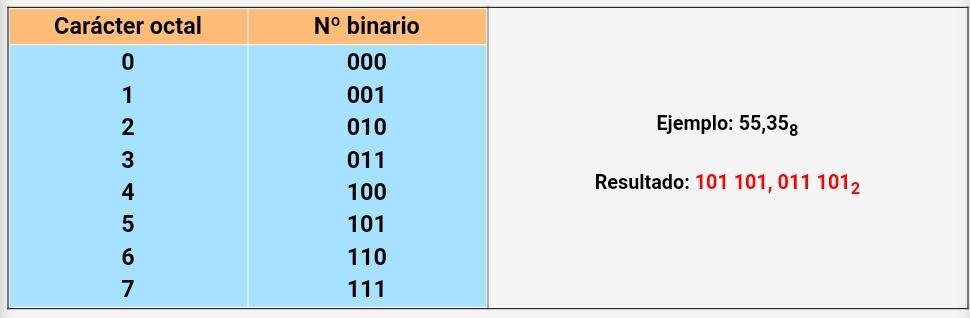 Carácter octal Nº binario
0 000
1 001
2 010
3 011
4 100
5 101
6 110
7 111
Ejemplo: 55,35₈
Resultado: 101 101, 011 101₂